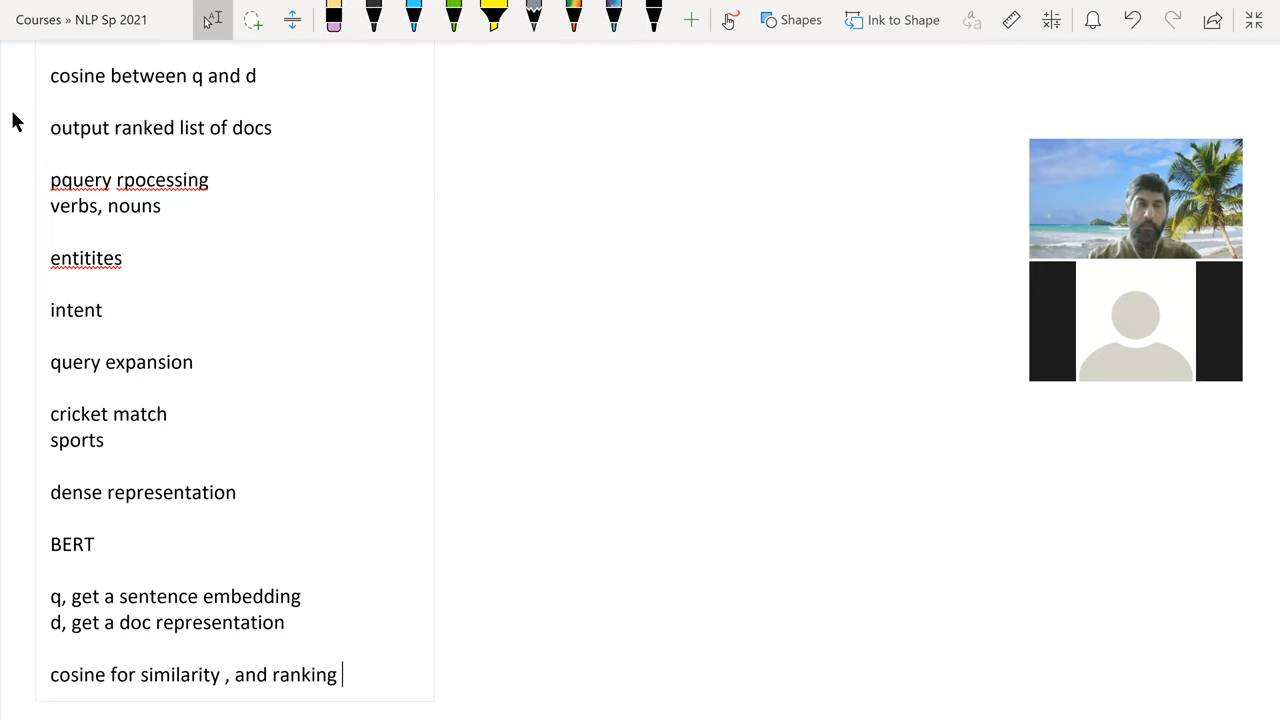 Courses » NLP Sp 2021
Shapes
Ink to Shape
cosine between q and d
output ranked list of docs
pquery rpocessing
verbs, nouns
entitites
intent
query expansion
cricket match
sports
dense representation
BERT
q, get a sentence embedding
d, get a doc representation
cosine for similarity , and ranking